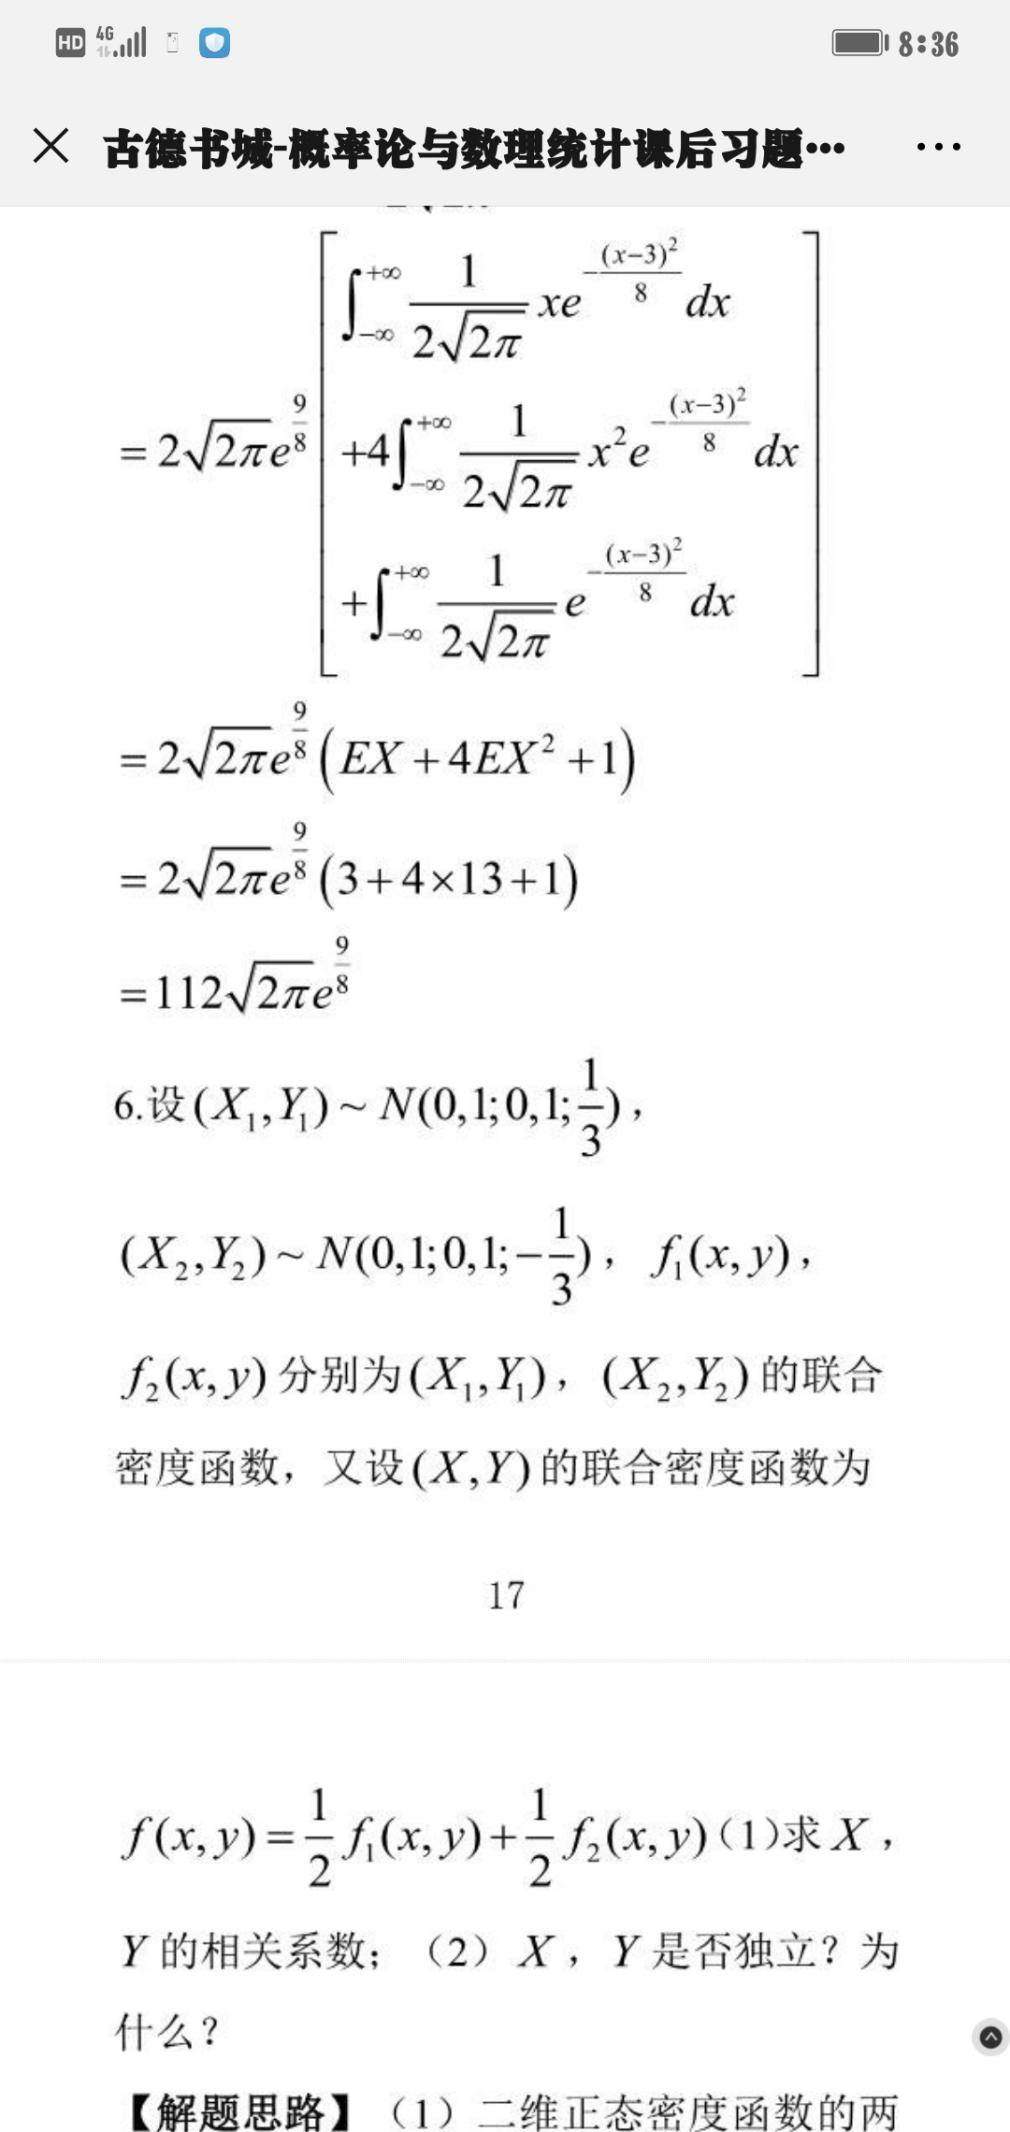 HD 4G 8:36
古德书城-概率论与数理统计课后习题…
= 2√(2π)e^(9/8) [ ∫_{-∞}^{+∞} 1/(2√(2π)) xe^{-(x-3)²/8} dx
+4∫_{-∞}^{+∞} 1/(2√(2π)) x²e^{-(x-3)²/8} dx
+∫_{-∞}^{+∞} 1/(2√(2π)) e^{-(x-3)²/8} dx ]
= 2√(2π)e^(9/8) (EX + 4EX² + 1)
= 2√(2π)e^(9/8) (3+4×13+1)
=112√(2π)e^(9/8)
6.设(X₁,Y₁) ~ N(0,1;0,1;1/3),
(X₂,Y₂) ~ N(0,1;0,1;-1/3), f₁(x,y),
f₂(x,y)分别为(X₁,Y₁), (X₂,Y₂)的联合
密度函数,又设(X,Y)的联合密度函数为
17
f(x,y)=1/2 f₁(x,y)+1/2 f₂(x,y)(1)求X,
Y的相关系数;(2)X,Y是否独立?为
什么?
【解题思路】(1)二维正态密度函数的两